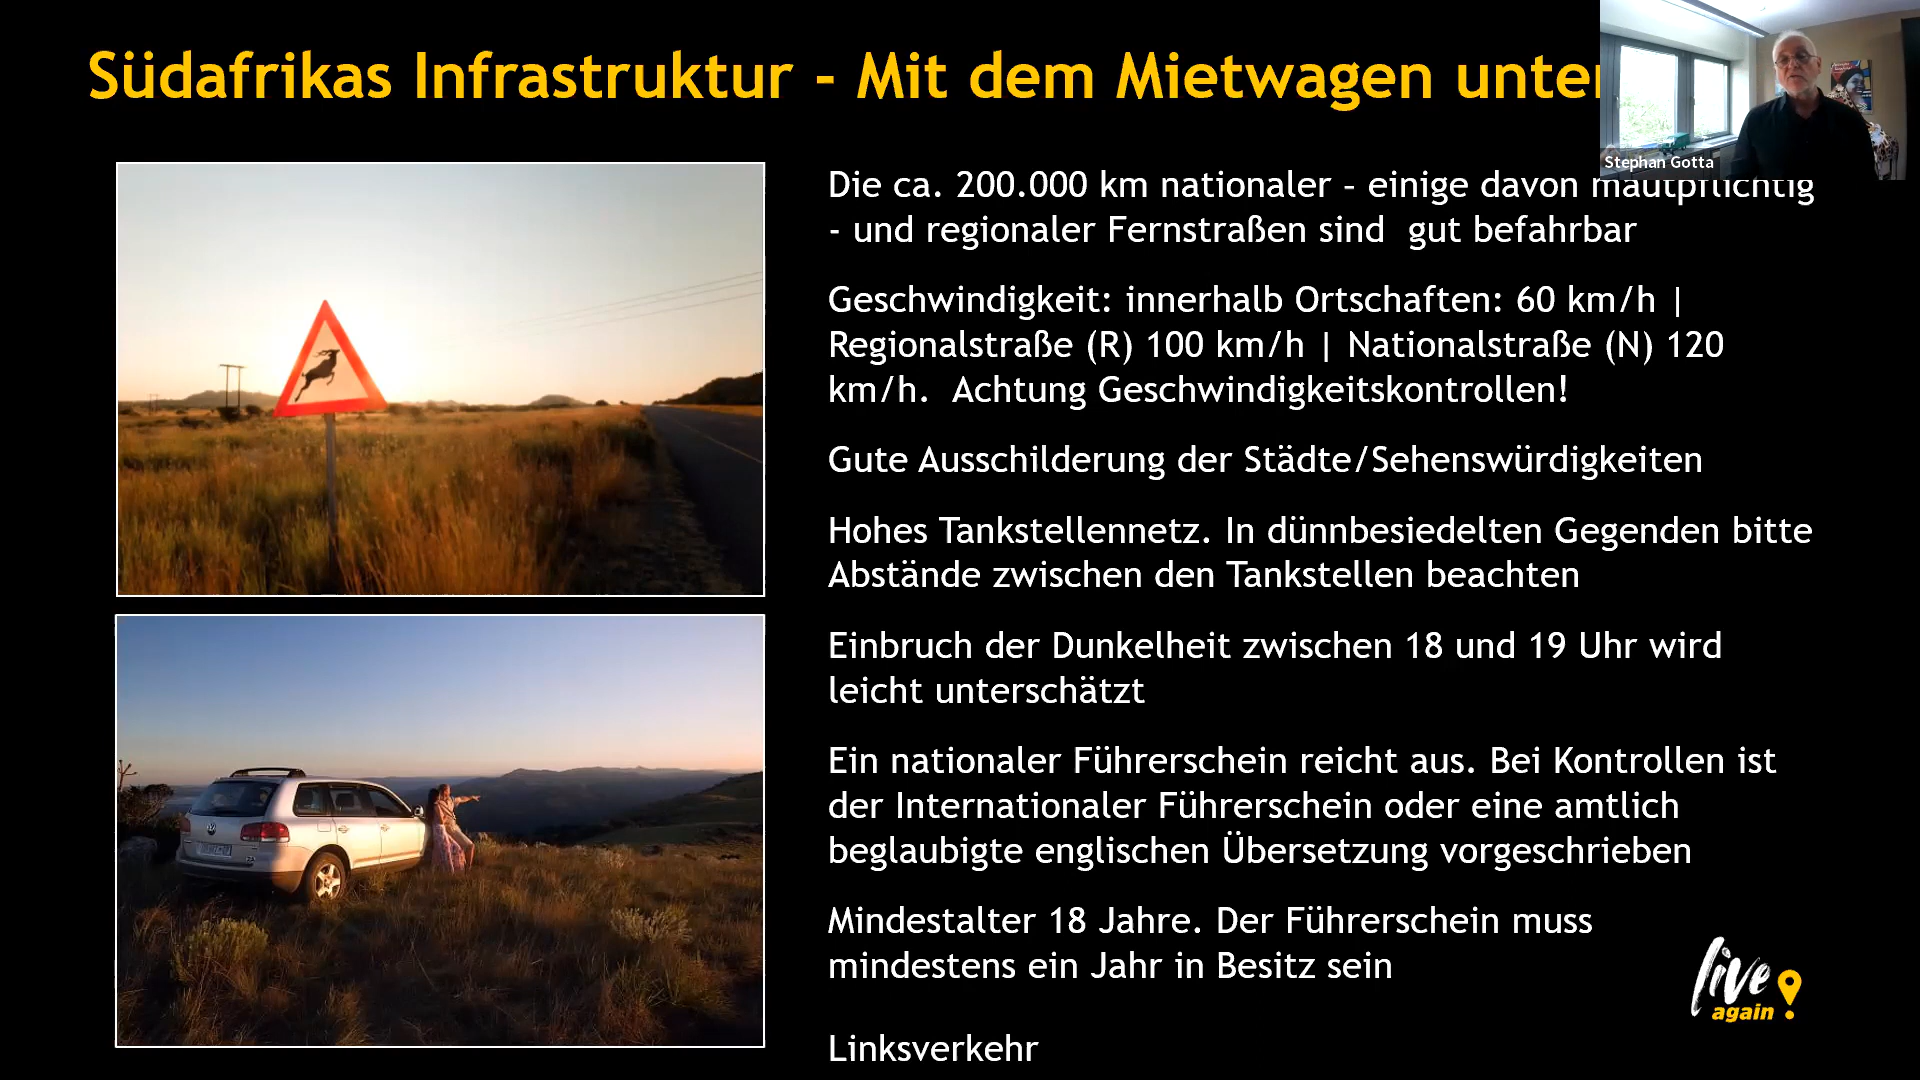 Südafrikas Infrastruktur - Mit dem Mietwagen
Stephan Gotta
Die ca. 200.000 km nationaler – einige davon mautpflichtig
- und regionaler Fernstraßen sind  gut befahrbar
Geschwindigkeit: innerhalb Ortschaften: 60 km/h |
Regionalstraße (R) 100 km/h | Nationalstraße (N) 120
km/h.  Achtung Geschwindigkeitskontrollen!
Gute Ausschilderung der Städte/Sehenswürdigkeiten
Hohes Tankstellennetz. In dünnbesiedelten Gegenden bitte
Abstände zwischen den Tankstellen beachten
Einbruch der Dunkelheit zwischen 18 und 19 Uhr wird
leicht unterschätzt
Ein nationaler Führerschein reicht aus. Bei Kontrollen ist
der Internationaler Führerschein oder eine amtlich
beglaubigte englischen Übersetzung vorgeschrieben
Mindestalter 18 Jahre. Der Führerschein muss
mindestens ein Jahr in Besitz sein
Linksverkehr
live
again!